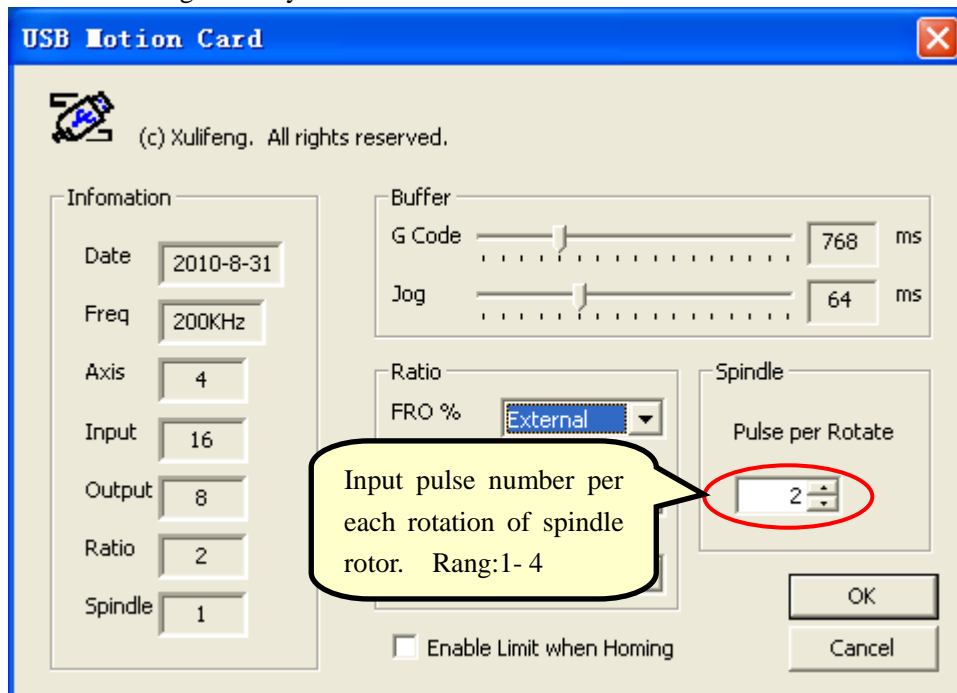 USB Motion Card
(c) Xulifeng. All rights reserved.
Infomation
Date 2010-8-31
Freq 200KHz
Axis 4
Input 16
Output 8
Ratio 2
Spindle 1
Buffer
G Code 768 ms
Jog 64 ms
Ratio
FRO % External
Spindle
Pulse per Rotate
2
Input pulse number per
each rotation of spindle
rotor. Rang:1- 4
Enable Limit when Homing
OK
Cancel